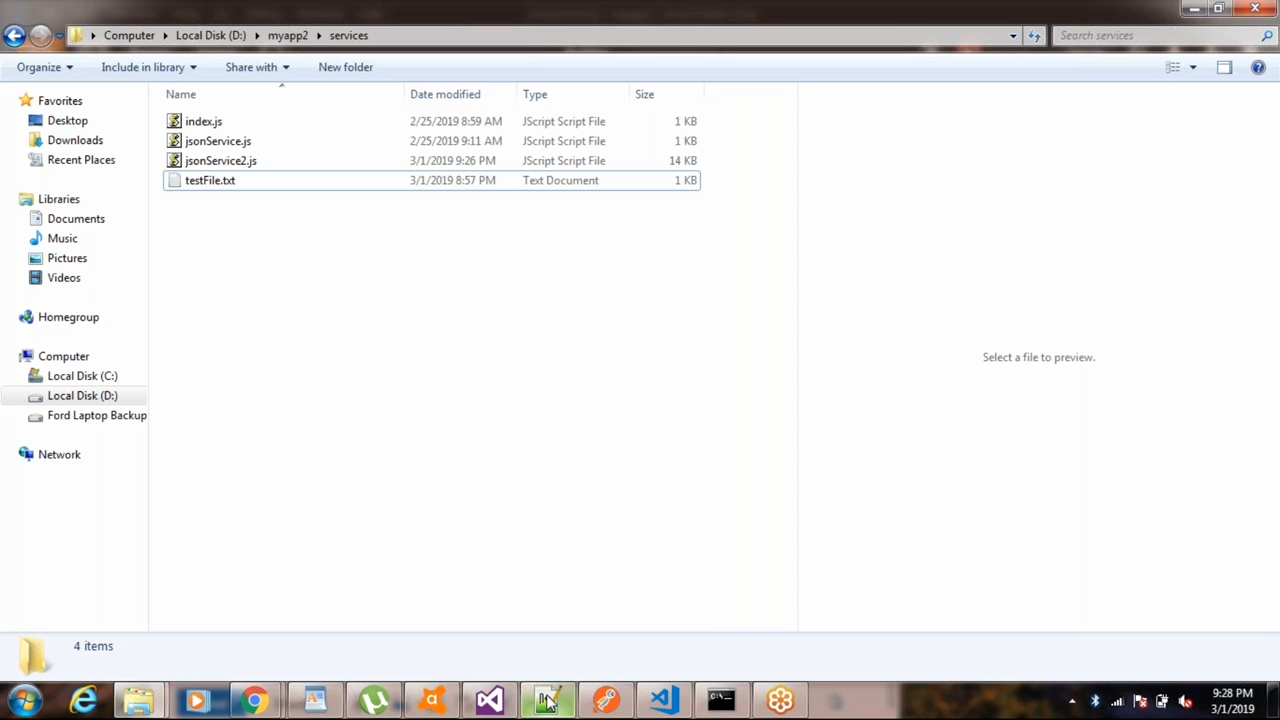 Computer Local Disk (D:) myapp2 services Search services
Organize Include in library Share with New folder
Name Date modified Type Size
index.js 2/25/2019 8:59 AM JScript Script File 1 KB
jsonService.js 2/25/2019 9:11 AM JScript Script File 1 KB
jsonService2.js 3/1/2019 9:26 PM JScript Script File 14 KB
testFile.txt 3/1/2019 8:57 PM Text Document 1 KB
Favorites
Desktop
Downloads
Recent Places
Libraries
Documents
Music
Pictures
Videos
Homegroup
Computer
Local Disk (C:)
Local Disk (D:)
Ford Laptop Backup
Network
Select a file to preview.
4 items
9:28 PM
3/1/2019